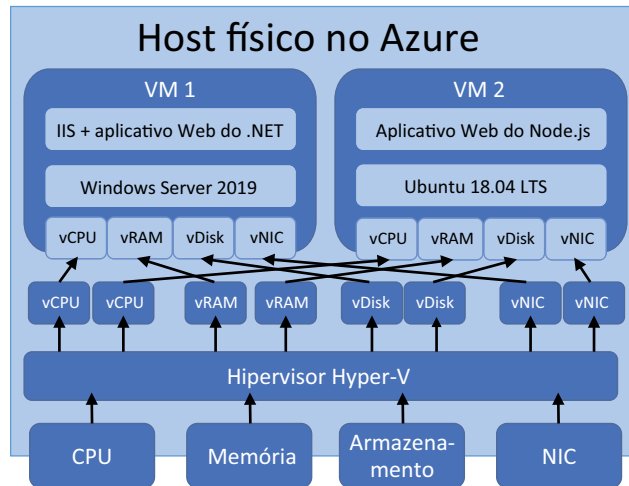 Host físico no Azure
VM 1
IIS + aplicativo Web do .NET
Windows Server 2019
vCPU vRAM vDisk vNIC
VM 2
Aplicativo Web do Node.js
Ubuntu 18.04 LTS
vCPU vRAM vDisk vNIC
vCPU vCPU vRAM vRAM vDisk vDisk vNIC vNIC
Hipervisor Hyper-V
CPU
Memória
Armazena-
mento
NIC